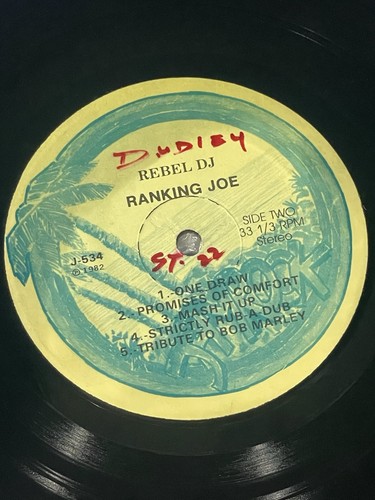 DUDLEY
REBEL DJ
RANKING JOE
SIDE TWO
33 1/3 RPM
Stereo
J-534
© 1982
ST. 22
1.-ONE DRAW
2.-PROMISES OF COMFORT
3. MASH IT UP
4.-STRICTLY RUB-A-DUB
5. TRIBUTE TO BOB MARLEY